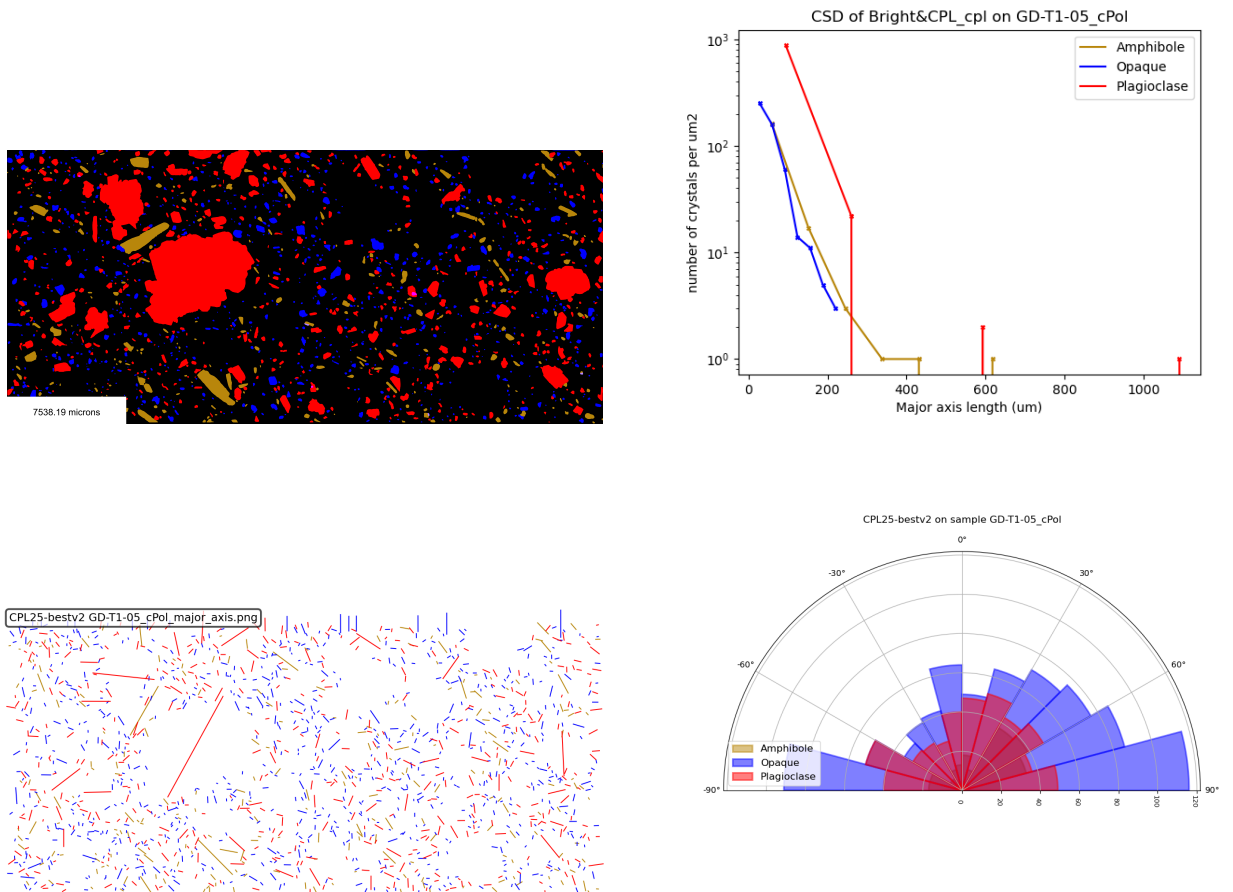 CSD of Bright&CPL_cpl on GD-T1-05_cPol
Amphibole
Opaque
Plagioclase
10³
10²
10¹
10⁰
number of crystals per um2
0
200
400
600
800
1000
Major axis length (um)
7538.19 microns
CPL25-bestv2 on sample GD-T1-05_cPol
0°
-30°
30°
-60°
60°
-90°
90°
Amphibole
Opaque
Plagioclase
0
20
40
60
80
100
120
CPL25-bestv2 GD-T1-05_cPol_major_axis.png